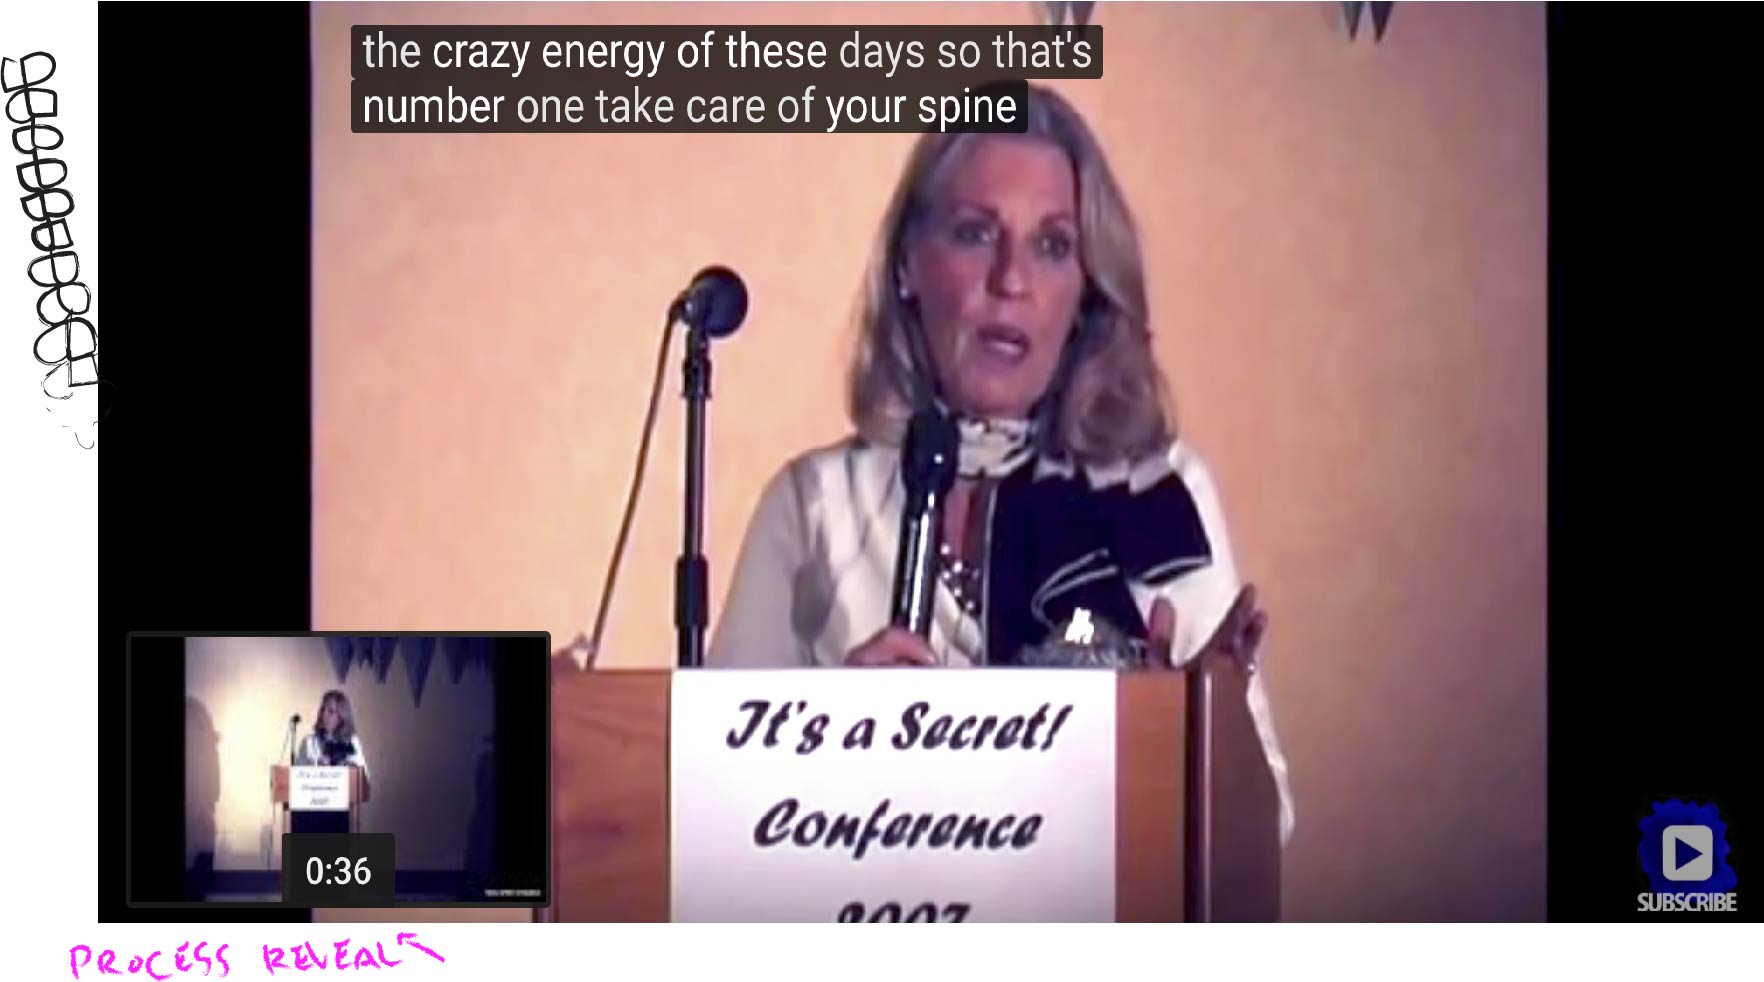 the crazy energy of these days so that's
number one take care of your spine
It's a Secret!
Conference
2007
0:36
SUBSCRIBE
PROCESS REVEAL